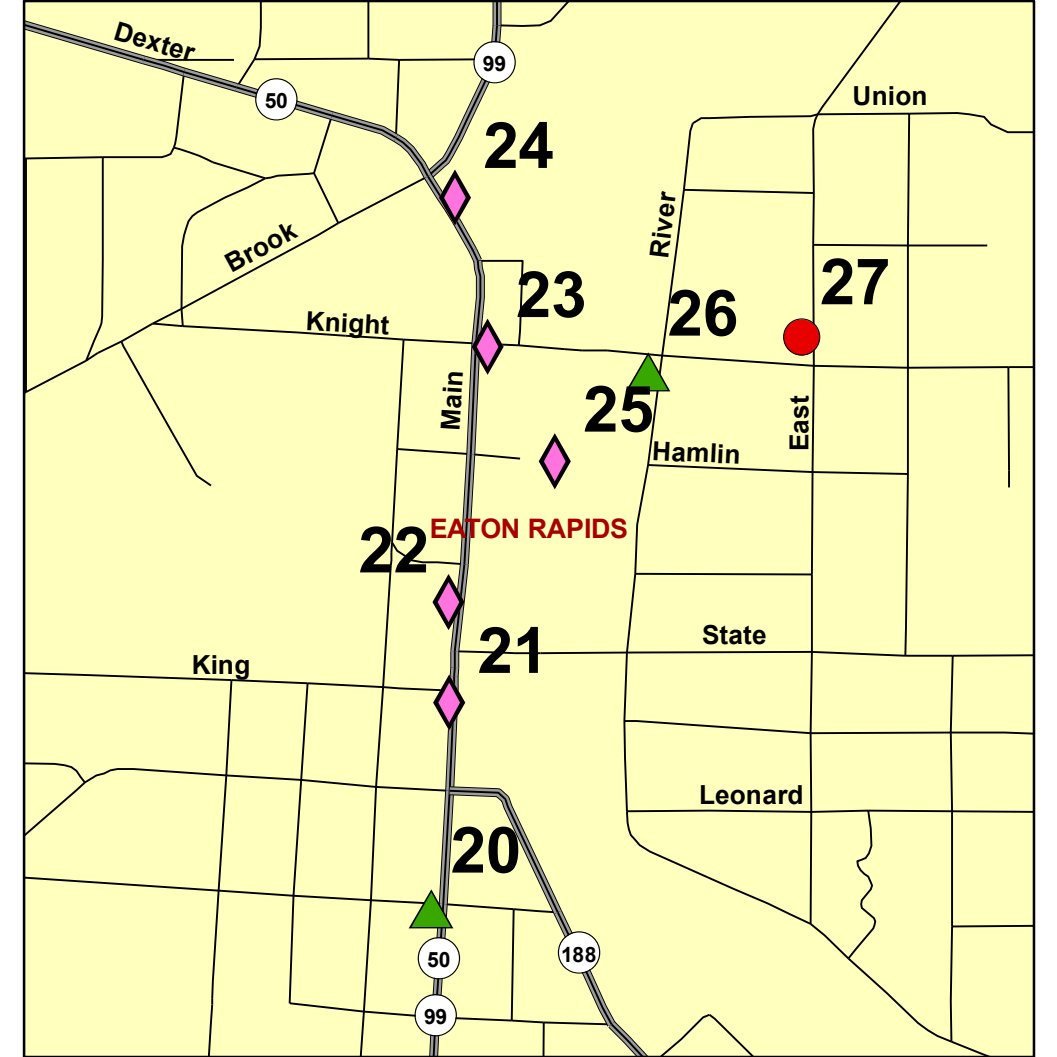 Dexter
99
50
Union
24
River
Brook
27
23
26
Knight
Main
25
East
Hamlin
EATON RAPIDS
22
21
State
King
Leonard
20
50
188
99